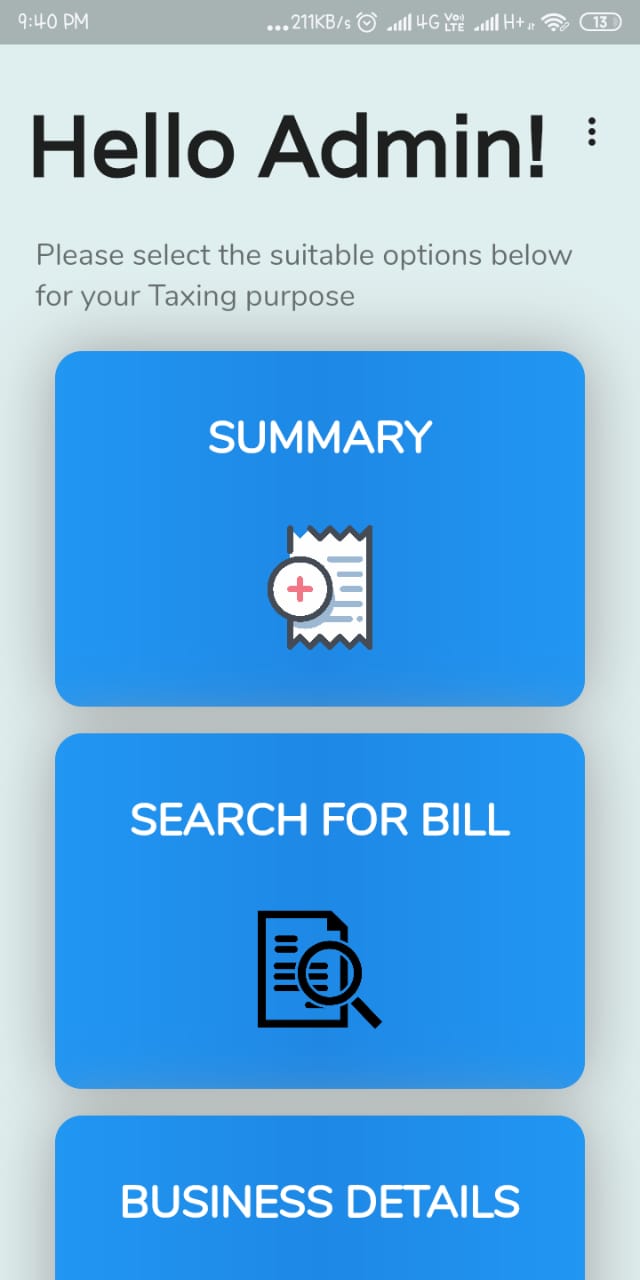 9:40 PM ...211KB/s 4G VoD LTE H+ 13
Hello Admin!
Please select the suitable options below
for your Taxing purpose
SUMMARY
SEARCH FOR BILL
BUSINESS DETAILS